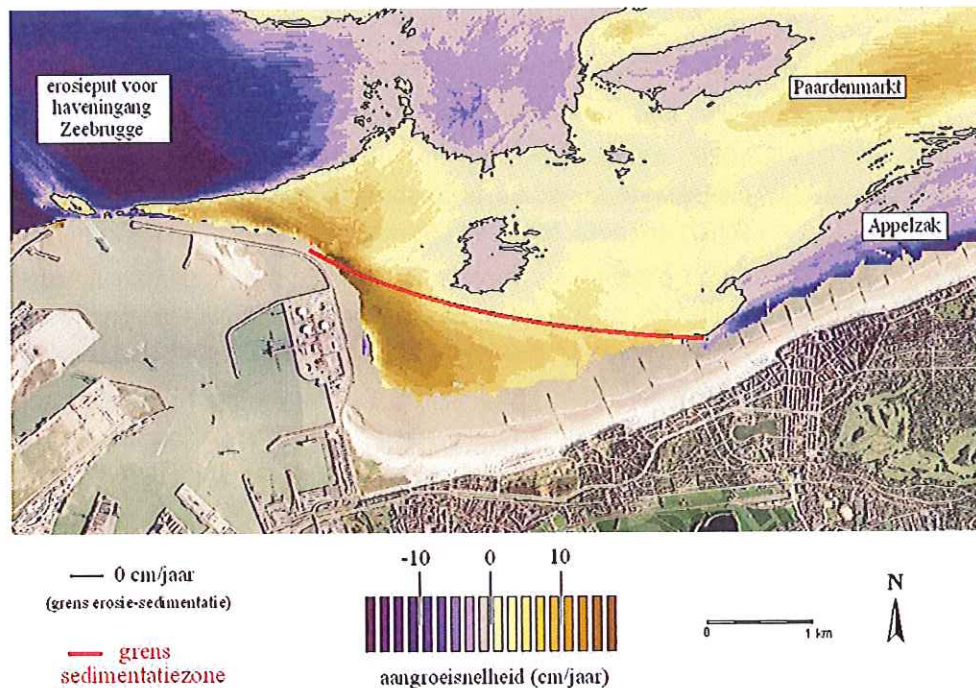 erosieput voor
haveningang
Zeebrugge
Paardenmarkt
Appelzak
-10 0 10
0 cm/jaar
(grens erosie-sedimentatie)
grens
sedimentatiezone
aangroeisnelheid (cm/jaar)
0 1 km
N